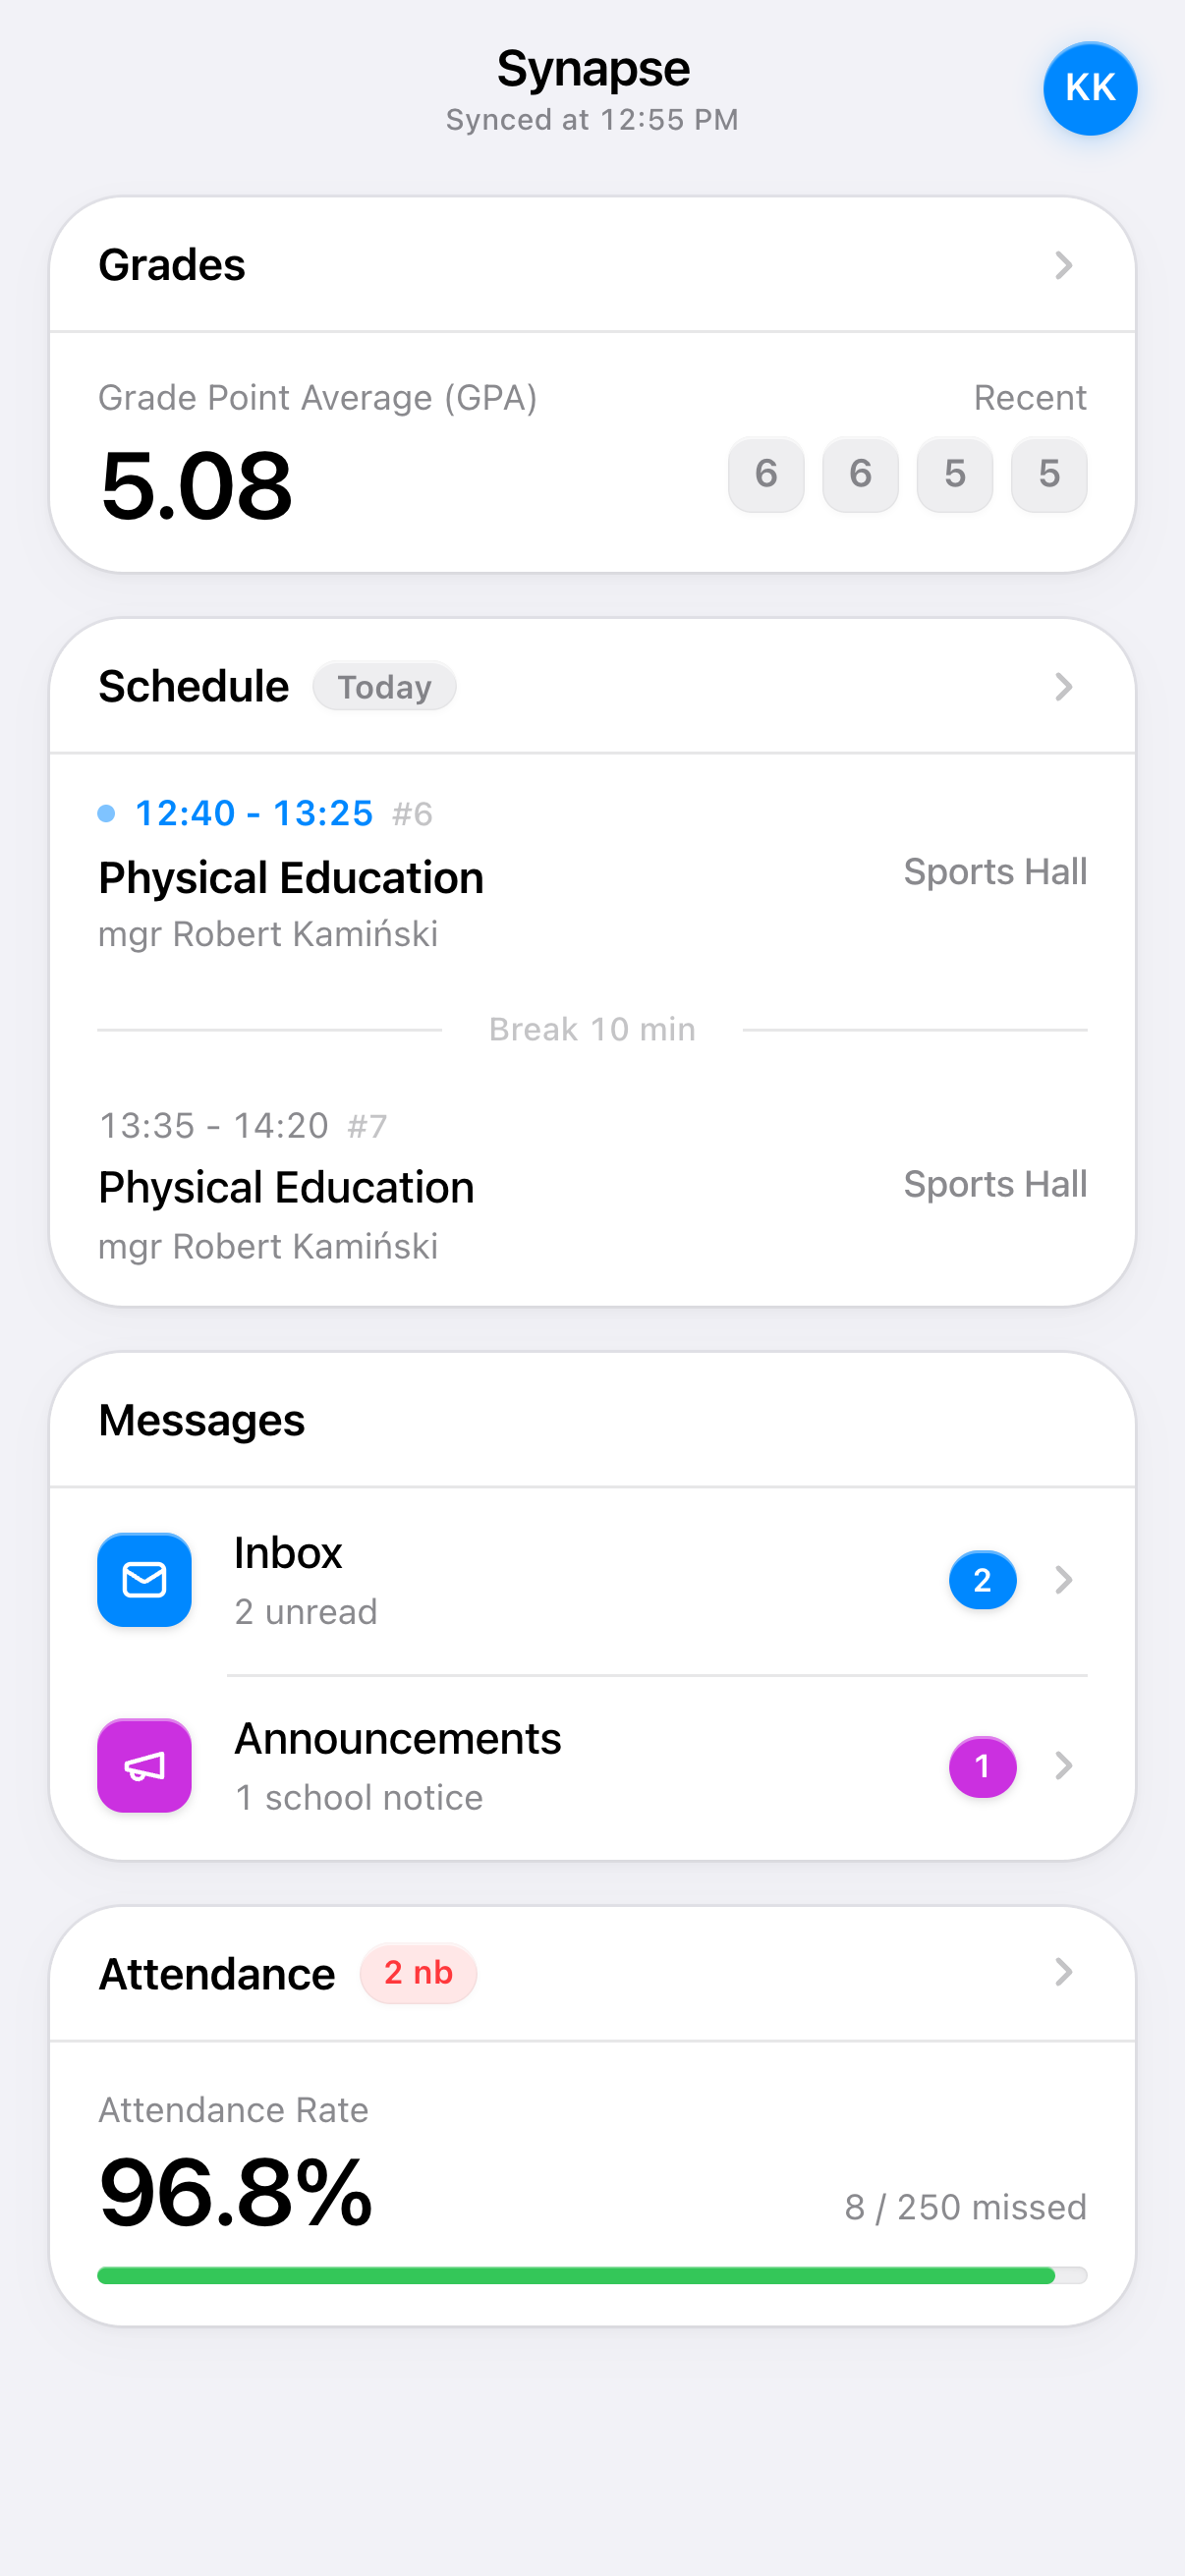 Synapse
Synced at 12:55 PM
KK
Grades
Grade Point Average (GPA)
Recent
5.08
6 6 5 5
Schedule Today
12:40 - 13:25 #6
Physical Education
Sports Hall
mgr Robert Kamiński
Break 10 min
13:35 - 14:20 #7
Physical Education
Sports Hall
mgr Robert Kamiński
Messages
Inbox
2 unread
2
Announcements
1 school notice
1
Attendance 2 nb
Attendance Rate
96.8%
8 / 250 missed